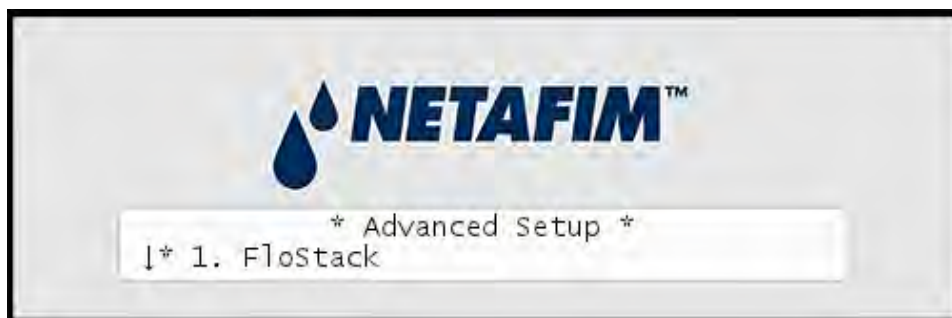 NETAFIM™
* Advanced Setup *
↓* 1. FloStack